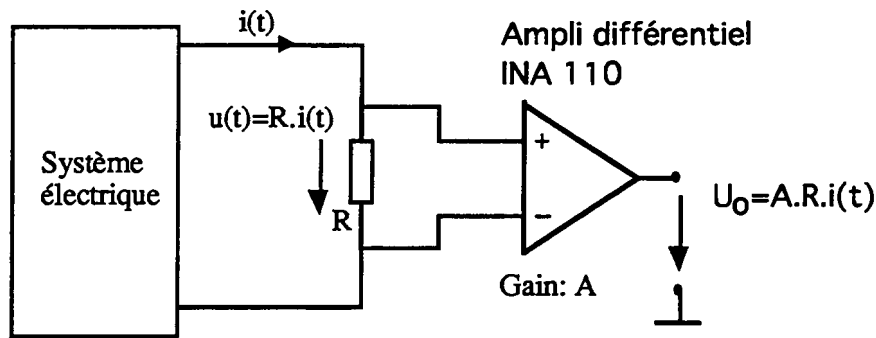 i(t)
Ampli différentiel
INA 110
u(t)=R.i(t)
+
Système
électrique
R
−
U₀=A.R.i(t)
Gain: A